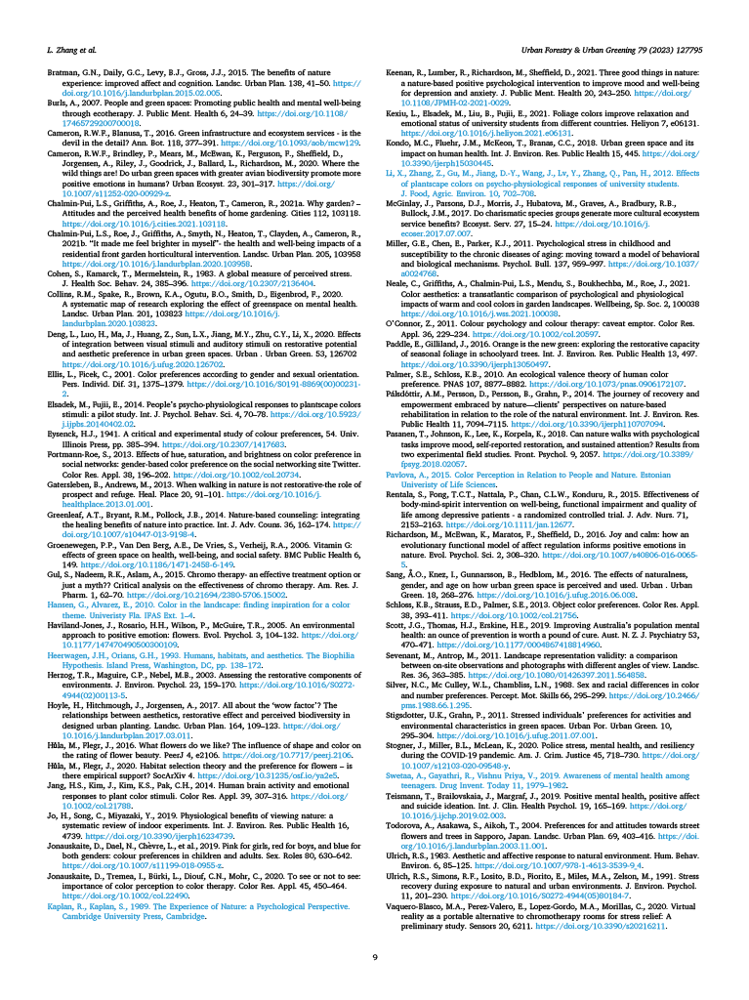 L. Zhang et al.
Urban Forestry & Urban Greening 79 (2023) 127795
Bratman, G.N., Daily, G.C., Levy, B.J., Gross, J.J., 2015. The benefits of nature
experience: improved affect and cognition. Landsc. Urban Plan. 138, 41–50. https://
doi.org/10.1016/j.landurbplan.2015.02.005.
Burls, A., 2007. People and green spaces: Promoting public health and mental well-being
through ecotherapy. J. Public Ment. Health 6, 24–39. https://doi.org/10.1108/
17465729200700018.
Cameron, R.W.F., Blanusa, T., 2016. Green infrastructure and ecosystem services - is the
devil in the detail? Ann. Bot. 118, 377–391. https://doi.org/10.1093/aob/mcw129.
Cameron, R.W.F., Brindley, P., Mears, M., McEwan, K., Ferguson, F., Sheffield, D.,
Jorgensen, A., Riley, J., Goodrick, J., Ballard, L., Richardson, M., 2020. Where the
wild things are! Do urban green spaces with greater avian biodiversity promote more
positive emotions in humans? Urban Ecosyst. 23, 301–317. https://doi.org/
10.1007/s11252-020-00929-z.
Chalmin-Pui, L.S., Griffiths, A., Roe, J., Heaton, T., Cameron, R., 2021a. Why garden? –
Attitudes and the perceived health benefits of home gardening. Cities 112, 103118.
https://doi.org/10.1016/j.cities.2021.103118.
Chalmin-Pui, L.S., Roe, J., Griffiths, A., Smyth, N., Heaton, T., Clayden, A., Cameron, R.,
2021b. “It made me feel brighter in myself”- the health and well-being impacts of a
residential front garden horticultural intervention. Landsc. Urban Plan. 205, 103958
https://doi.org/10.1016/j.landurbplan.2020.103958.
Cohen, S., Kamarck, T., Mermelstein, R., 1983. A global measure of perceived stress.
J. Health Soc. Behav. 24, 385–396. https://doi.org/10.2307/2136404.
Collins, R.M., Spake, R., Brown, K.A., Ogutu, B.O., Smith, D., Eigenbrod, F., 2020.
A systematic map of research exploring the effect of greenspace on mental health.
Landsc. Urban Plan. 201, 103823 https://doi.org/10.1016/j.
landurbplan.2020.103823.
Deng, L., Luo, H., Ma, J., Huang, Z., Sun, L.X., Jiang, M.Y., Zhu, C.Y., Li, X., 2020. Effects
of integration between visual stimuli and auditory stimuli on restorative potential
and aesthetic preference in urban green spaces. Urban . Urban Green. 53, 126702
https://doi.org/10.1016/j.ufug.2020.126702.
Ellis, L., Ficek, C., 2001. Color preferences according to gender and sexual orientation.
Pers. Individ. Dif. 31, 1375–1379. https://doi.org/10.1016/S0191-8869(00)00231-
2.
Elsadek, M., Fujii, E., 2014. People’s psycho-physiological responses to plantscape colors
stimuli: a pilot study. Int. J. Psychol. Behav. Sci. 4, 70–78. https://doi.org/10.5923/
j.ijpbs.20140402.02.
Eysenck, H.J., 1941. A critical and experimental study of colour preferences, 54. Univ.
Illinois Press, pp. 385–394. https://doi.org/10.2307/1417683.
Fortmann-Roe, S., 2013. Effects of hue, saturation, and brightness on color preference in
social networks: gender-based color preference on the social networking site Twitter.
Color Res. Appl. 38, 196–202. https://doi.org/10.1002/col.20734.
Gatersleben, B., Andrews, M., 2013. When walking in nature is not restorative-the role of
prospect and refuge. Heal. Place 20, 91–101. https://doi.org/10.1016/j.
healthplace.2013.01.001.
Greenleaf, A.T., Bryant, R.M., Pollock, J.B., 2014. Nature-based counseling: integrating
the healing benefits of nature into practice. Int. J. Adv. Couns. 36, 162–174. https://
doi.org/10.1007/s10447-013-9198-4.
Groenewegen, P.P., Van Den Berg, A.E., De Vries, S., Verheij, R.A., 2006. Vitamin G:
effects of green space on health, well-being, and social safety. BMC Public Health 6,
149. https://doi.org/10.1186/1471-2458-6-149.
Gul, S., Nadeem, R.K., Aslam, A., 2015. Chromo therapy- an effective treatment option or
just a myth?? Critical analysis on the effectiveness of chromo therapy. Am. Res. J.
Pharm. 1, 62–70. https://doi.org/10.21694/2380-5706.15002.
Hansen, G., Alvarez, E., 2010. Color in the landscape: finding inspiration for a color
theme. Univeristy Fla. IFAS Ext. 1–4.
Haviland-Jones, J., Rosario, H.H., Wilson, P., McGuire, T.R., 2005. An environmental
approach to positive emotion: flowers. Evol. Psychol. 3, 104–132. https://doi.org/
10.1177/147470490500300109.
Heerwagen, J.H., Orians, G.H., 1993. Humans, habitats, and aesthetics. The Biophilia
Hypothesis. Island Press, Washington, DC, pp. 138–172.
Herzog, T.R., Maguire, C.P., Nebel, M.B., 2003. Assessing the restorative components of
environments. J. Environ. Psychol. 23, 159–170. https://doi.org/10.1016/S0272-
4944(02)00113-5.
Hoyle, H., Hitchmough, J., Jorgensen, A., 2017. All about the ‘wow factor’? The
relationships between aesthetics, restorative effect and perceived biodiversity in
designed urban planting. Landsc. Urban Plan. 164, 109–123. https://doi.org/
10.1016/j.landurbplan.2017.03.011.
Hůla, M., Flegr, J., 2016. What flowers do we like? The influence of shape and color on
the rating of flower beauty. PeerJ 4, e2106. https://doi.org/10.7717/peerj.2106.
Hůla, M., Flegr, J., 2020. Habitat selection theory and the preference for flowers – is
there empirical support? SocArXiv 4. https://doi.org/10.31235/osf.io/ya2e5.
Jang, H.S., Kim, J., Kim, K.S., Pak, C.H., 2014. Human brain activity and emotional
responses to plant color stimuli. Color Res. Appl. 39, 307–316. https://doi.org/
10.1002/col.21788.
Jo, H., Song, C., Miyazaki, Y., 2019. Physiological benefits of viewing nature: a
systematic review of indoor experiments. Int. J. Environ. Res. Public Health 16,
4739. https://doi.org/10.3390/ijerph16234739.
Jonauskaite, D., Dael, N., Chèvre, L., et al., 2019. Pink for girls, red for boys, and blue for
both genders: colour preferences in children and adults. Sex. Roles 80, 630–642.
https://doi.org/10.1007/s11199-018-0955-z.
Jonauskaite, D., Tremea, I., Bürki, L., Diouf, C.N., Mohr, C., 2020. To see or not to see:
importance of color perception to color therapy. Color Res. Appl. 45, 450–464.
https://doi.org/10.1002/col.22490.
Kaplan, R., Kaplan, S., 1989. The Experience of Nature: a Psychological Perspective.
Cambridge University Press, Cambridge.
Keenan, R., Lumber, R., Richardson, M., Sheffield, D., 2021. Three good things in nature:
a nature-based positive psychological intervention to improve mood and well-being
for depression and anxiety. J. Public Ment. Health 20, 243–250. https://doi.org/
10.1108/JPMH-02-2021-0029.
Kexiu, L., Elsadek, M., Liu, B., Fujii, E., 2021. Foliage colors improve relaxation and
emotional status of university students from different countries. Heliyon 7, e06131.
https://doi.org/10.1016/j.heliyon.2021.e06131.
Kondo, M.C., Fluehr, J.M., McKeon, T., Branas, C.C., 2018. Urban green space and its
impact on human health. Int. J. Environ. Res. Public Health 15, 445. https://doi.org/
10.3390/ijerph15030445.
Li, X., Zhang, Z., Gu, M., Jiang, D.-Y., Wang, J., Lv, Y., Zhang, Q., Pan, H., 2012. Effects
of plantscape colors on psycho-physiological responses of university students.
J. Food, Agric. Environ. 10, 702–708.
McGinlay, J., Parsons, D.J., Morris, J., Hubatova, M., Graves, A., Bradbury, R.B.,
Bullock, J.M., 2017. Do charismatic species groups generate more cultural ecosystem
service benefits? Ecosyst. Serv. 27, 15–24. https://doi.org/10.1016/j.
ecoser.2017.07.007.
Miller, G.E., Chen, E., Parker, K.J., 2011. Psychological stress in childhood and
susceptibility to the chronic diseases of aging: moving toward a model of behavioral
and biological mechanisms. Psychol. Bull. 137, 959–997. https://doi.org/10.1037/
a0024768.
Neale, C., Griffiths, A., Chalmin-Pui, L.S., Mendu, S., Boukhechba, M., Roe, J., 2021.
Color aesthetics: a transatlantic comparison of psychological and physiological
impacts of warm and cool colors in garden landscapes. Wellbeing, Sp. Soc. 2, 100038
https://doi.org/10.1016/j.wss.2021.100038.
O’Connor, Z., 2011. Colour psychology and colour therapy: caveat emptor. Color Res.
Appl. 36, 229–234. https://doi.org/10.1002/col.20597.
Paddle, E., Gilliland, J., 2016. Orange is the new green: exploring the restorative capacity
of seasonal foliage in schoolyard trees. Int. J. Environ. Res. Public Health 13, 497.
https://doi.org/10.3390/ijerph13050497.
Palmer, S.E., Schloss, K.B., 2010. An ecological valence theory of human color
preference. PNAS 107, 8877–8882. https://doi.org/10.1073/pnas.0906172107.
Pálsdóttir, A.M., Persson, D., Persson, B., Grahn, P., 2014. The journey of recovery and
empowerment embraced by nature—clients’ perspectives on nature-based
rehabilitation in relation to the role of the natural environment. Int. J. Environ. Res.
Public Health 11, 7094–7115. https://doi.org/10.3390/ijerph110707094.
Pasanen, T., Johnson, K., Lee, K., Korpela, K., 2018. Can nature walks with psychological
tasks improve mood, self-reported restoration, and sustained attention? Results from
two experimental field studies. Front. Psychol. 9, 2057. https://doi.org/10.3389/
fpsyg.2018.02057.
Pavlova, A., 2015. Color Perception in Relation to People and Nature. Estonian
Univeristy of Life Sciences.
Rentala, S., Fong, T.C.T., Nattala, P., Chan, C.L.W., Konduru, R., 2015. Effectiveness of
body-mind-spirit intervention on well-being, functional impairment and quality of
life among depressive patients - a randomized controlled trial. J. Adv. Nurs. 71,
2153–2163. https://doi.org/10.1111/jan.12677.
Richardson, M., McEwan, K., Maratos, F., Sheffield, D., 2016. Joy and calm: how an
evolutionary functional model of affect regulation informs positive emotions in
nature. Evol. Psychol. Sci. 2, 308–320. https://doi.org/10.1007/s40806-016-0065-
5.
Sang, Å.O., Knez, I., Gunnarsson, B., Hedblom, M., 2016. The effects of naturalness,
gender, and age on how urban green space is perceived and used. Urban . Urban
Green. 18, 268–276. https://doi.org/10.1016/j.ufug.2016.06.008.
Schloss, K.B., Strauss, E.D., Palmer, S.E., 2013. Object color preferences. Color Res. Appl.
38, 393–411. https://doi.org/10.1002/col.21756.
Scott, J.G., Thomas, H.J., Erskine, H.E., 2019. Improving Australia’s population mental
health: an ounce of prevention is worth a pound of cure. Aust. N. Z. J. Psychiatry 53,
470–471. https://doi.org/10.1177/0004867418814960.
Sevenant, M., Antrop, M., 2011. Landscape representation validity: a comparison
between on-site observations and photographs with different angles of view. Landsc.
Res. 36, 363–385. https://doi.org/10.1080/01426397.2011.564858.
Silver, N.C., Mc Culley, W.L., Chambliss, L.N., 1988. Sex and racial differences in color
and number preferences. Percept. Mot. Skills 66, 295–299. https://doi.org/10.2466/
pms.1988.66.1.295.
Stigsdotter, U.K., Grahn, P., 2011. Stressed individuals’ preferences for activities and
environmental characteristics in green spaces. Urban For. Urban Green. 10,
295–304. https://doi.org/10.1016/j.ufug.2011.07.001.
Stogner, J., Miller, B.L., McLean, K., 2020. Police stress, mental health, and resiliency
during the COVID-19 pandemic. Am. J. Crim. Justice 45, 718–730. https://doi.org/
10.1007/s12103-020-09548-y.
Swetaa, A., Gayathri, R., Vishnu Priya, V., 2019. Awareness of mental health among
teenagers. Drug Invent. Today 11, 1979–1982.
Teismann, T., Brailovskaia, J., Margraf, J., 2019. Positive mental health, positive affect
and suicide ideation. Int. J. Clin. Health Psychol. 19, 165–169. https://doi.org/
10.1016/j.ijchp.2019.02.003.
Todorova, A., Asakawa, S., Aikoh, T., 2004. Preferences for and attitudes towards street
flowers and trees in Sapporo, Japan. Landsc. Urban Plan. 69, 403–416. https://doi.
org/10.1016/j.landurbplan.2003.11.001.
Ulrich, R.S., 1983. Aesthetic and affective response to natural environment. Hum. Behav.
Environ. 6, 85–125. https://doi.org/10.1007/978-1-4613-3539-9_4.
Ulrich, R.S., Simons, R.F., Losito, B.D., Fiorito, E., Miles, M.A., Zelson, M., 1991. Stress
recovery during exposure to natural and urban environments. J. Environ. Psychol.
11, 201–230. https://doi.org/10.1016/S0272-4944(05)80184-7.
Vaquero-Blasco, M.A., Perez-Valero, E., Lopez-Gordo, M.A., Morillas, C., 2020. Virtual
reality as a portable alternative to chromotherapy rooms for stress relief: A
preliminary study. Sensors 20, 6211. https://doi.org/10.3390/s20216211.
9